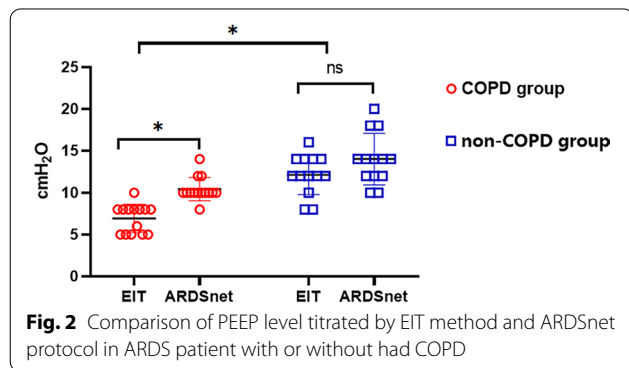 *
ns
*
25
20
15
10
5
0
cmH₂O
EIT ARDSnet EIT ARDSnet
COPD group
non-COPD group
Fig. 2 Comparison of PEEP level titrated by EIT method and ARDSnet
protocol in ARDS patient with or without had COPD